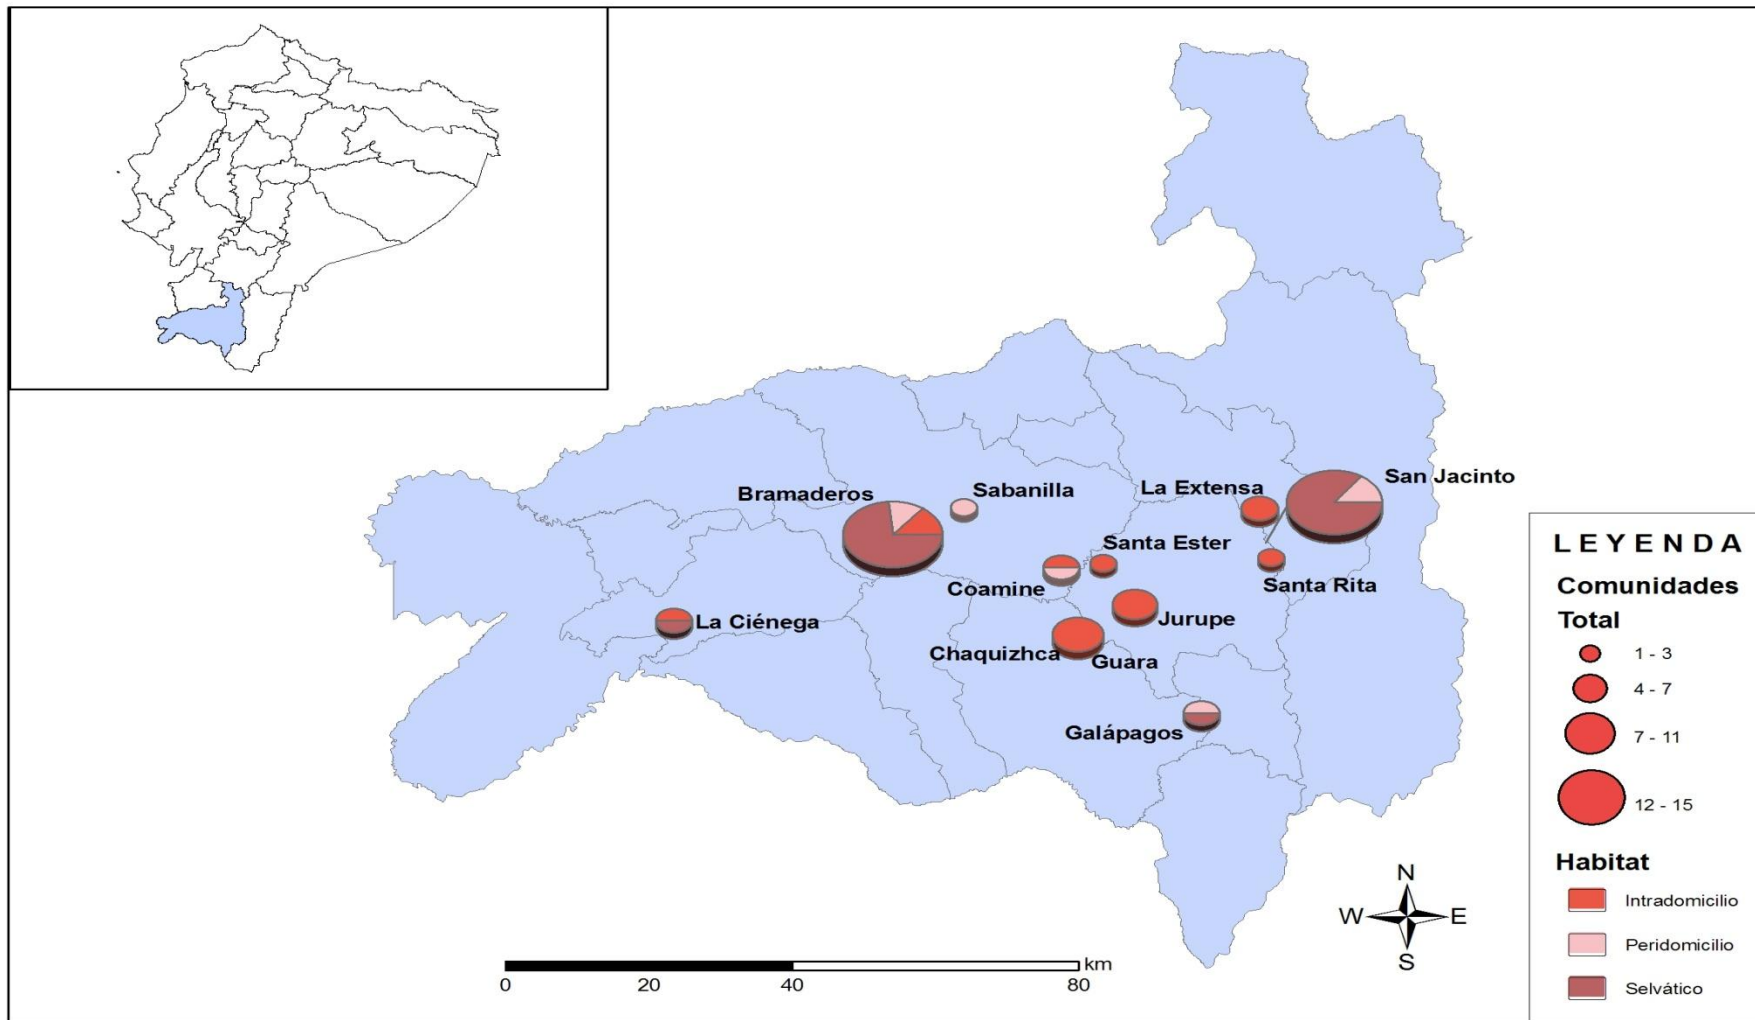 San Jacinto
La Extensa
Sabanilla
Bramaderos
Santa Ester
Santa Rita
Coamine
Jurupe
La Ciénega
Chaquizhca
Guara
Galápagos
L E Y E N D A
Comunidades
Total
1 - 3
4 - 7
7 - 11
12 - 15
Habitat
Intradomicilio
Peridomicilio
Selvático
N
W E
S
km
0 20 40 80